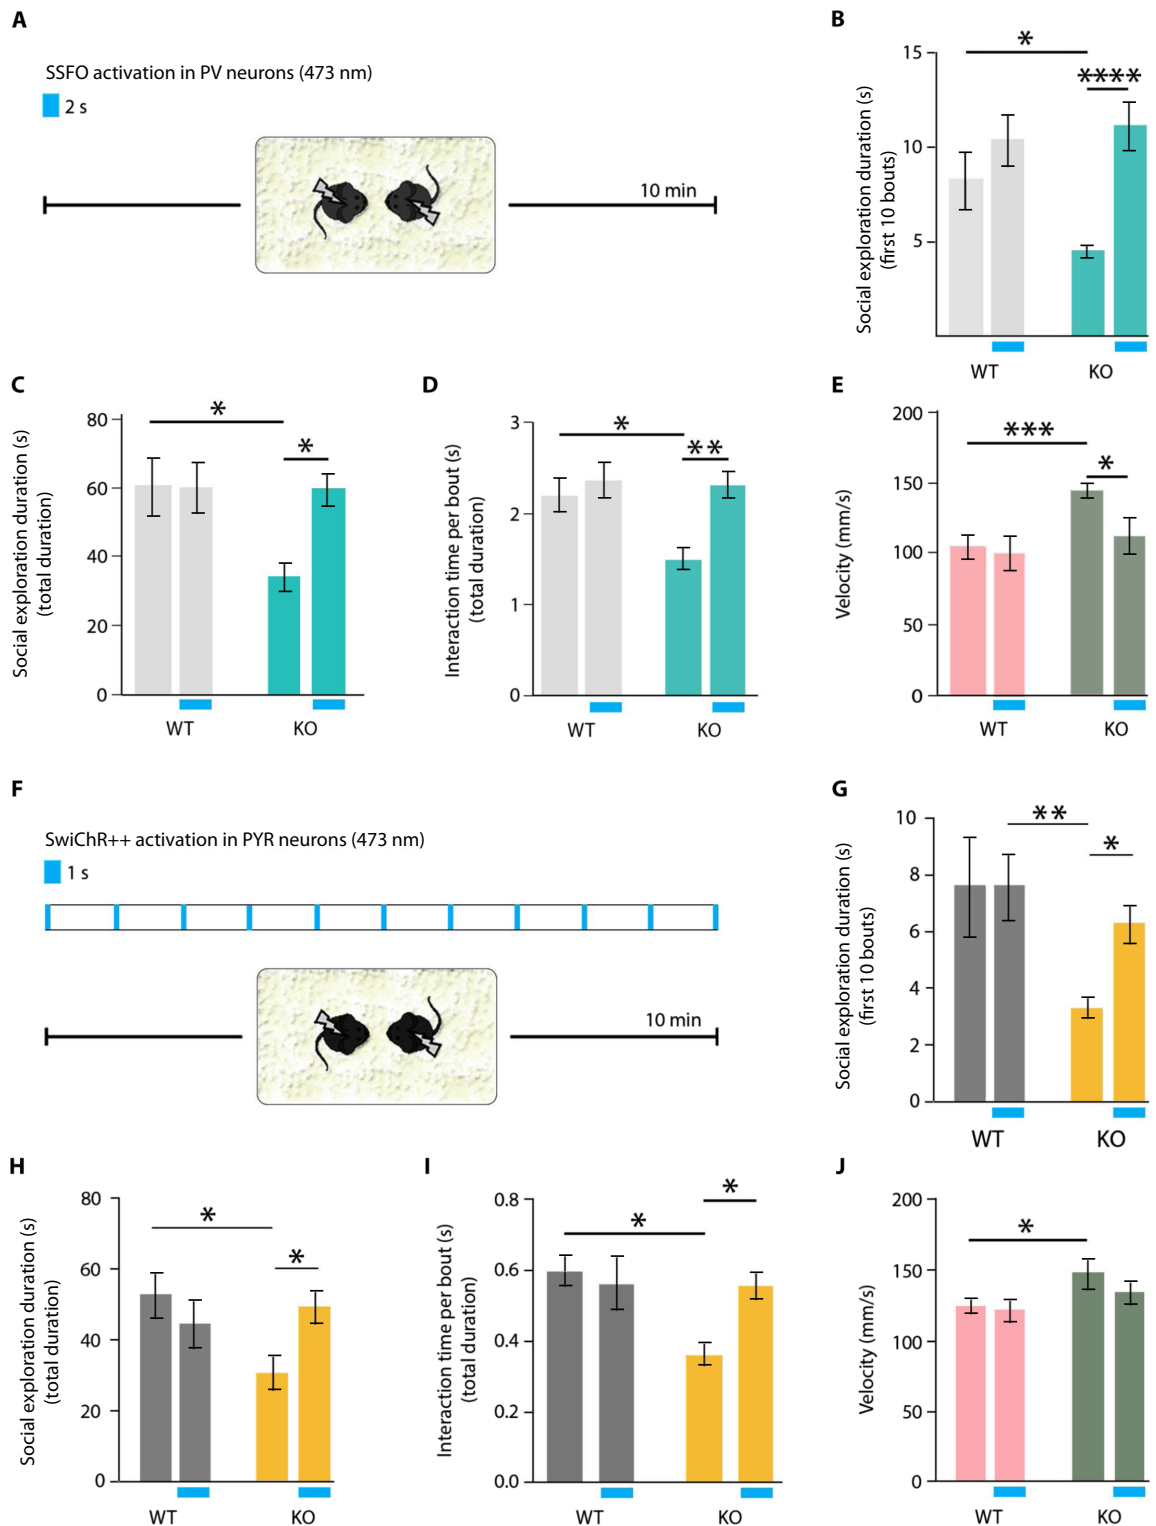 A
SSFO activation in PV neurons (473 nm)
2 s
10 min
B
Social exploration duration (s)
(first 10 bouts)
15
10
5
*
****
WT
KO
C
Social exploration duration (s)
(total duration)
80
60
40
20
0
*
*
WT
KO
D
Interaction time per bout (s)
(total duration)
3
2
1
0
*
**
WT
KO
E
Velocity (mm/s)
200
150
100
50
0
***
*
WT
KO
F
SwiChR++ activation in PYR neurons (473 nm)
1 s
10 min
G
Social exploration duration (s)
(first 10 bouts)
10
8
6
4
2
0
**
*
WT
KO
H
Social exploration duration (s)
(total duration)
80
60
40
20
0
*
*
WT
KO
I
Interaction time per bout (s)
(total duration)
0.8
0.6
0.4
0.2
0.0
*
*
WT
KO
J
Velocity (mm/s)
200
150
100
50
0
*
WT
KO